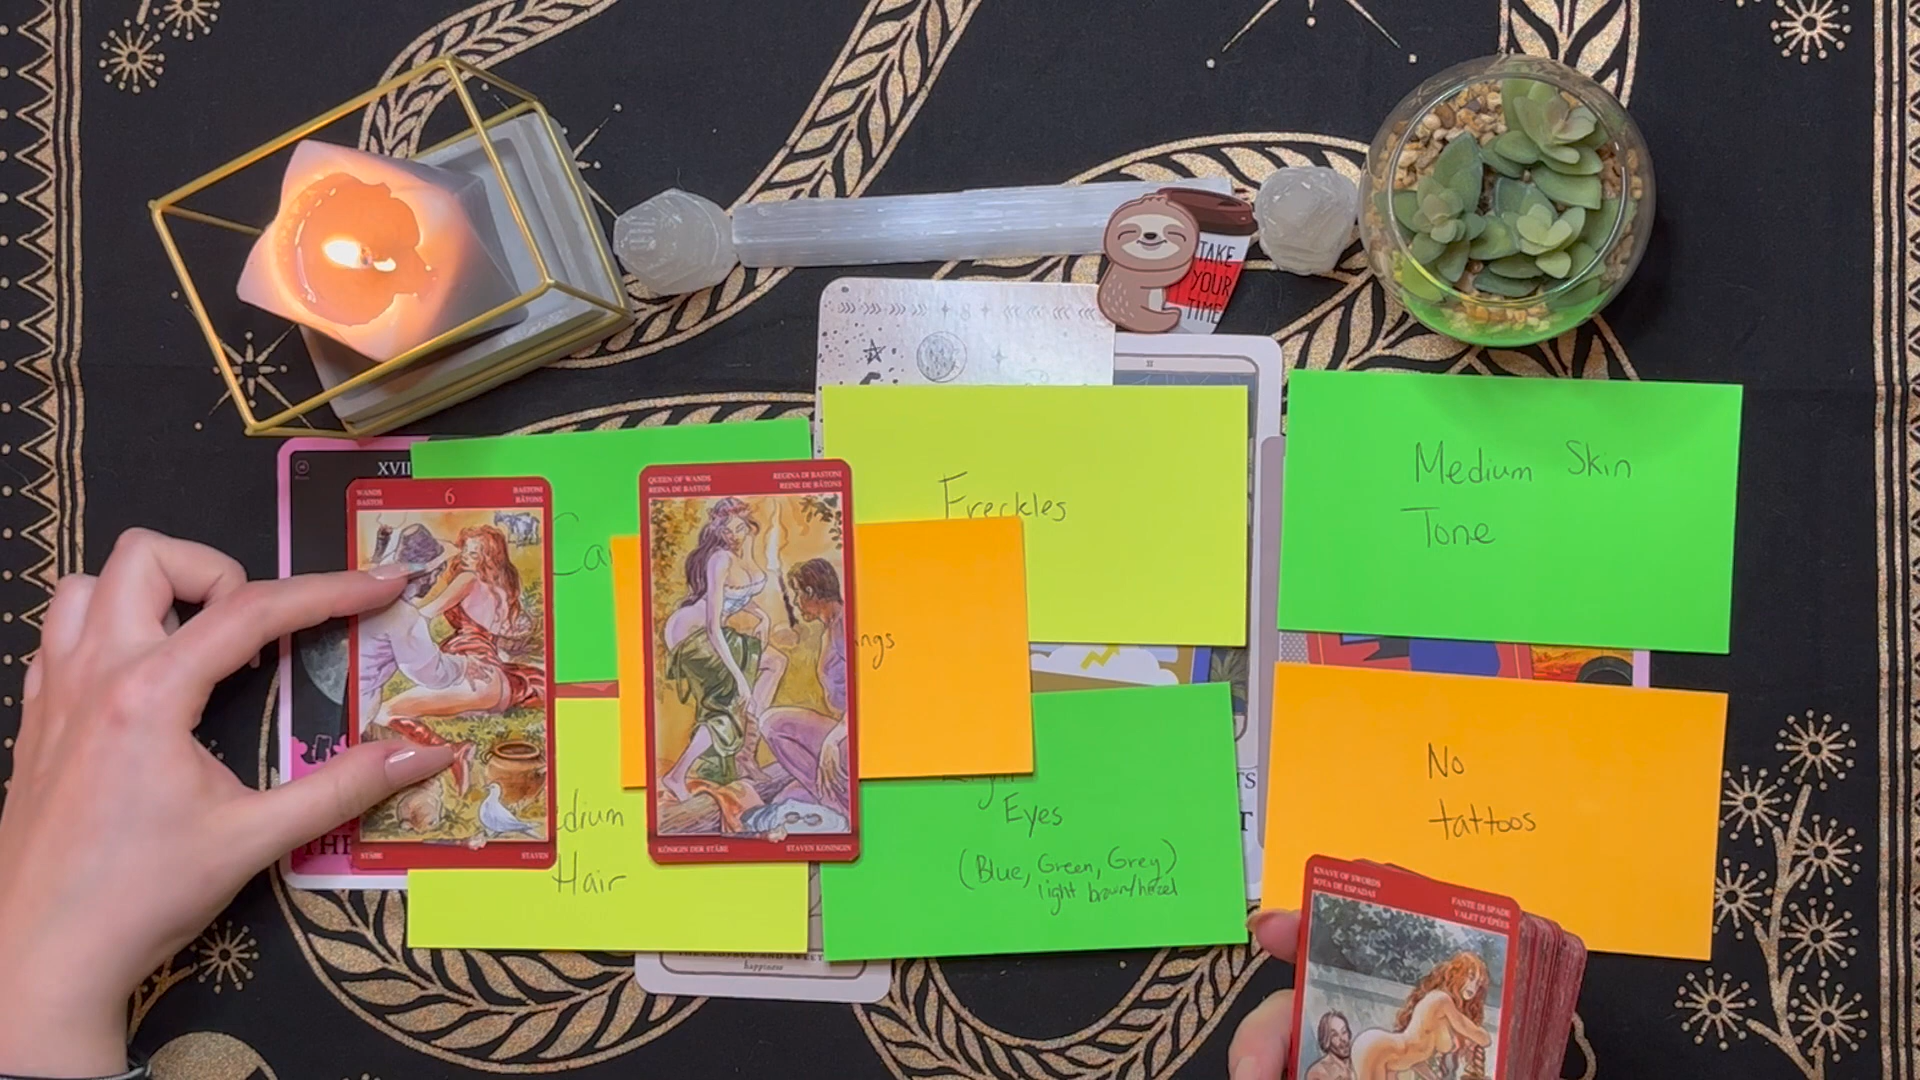 TAKE
YOUR
TIME
II
XVII
WANDS
BASTOS
6
BASTONI
BÂTONS
STÄBE
STAVEN
QUEEN OF WANDS
REINA DE BASTOS
REGINA DI BASTONI
REINE DE BÂTONS
KÖNIGIN DER STÄBE
STAVEN KONINGIN
Freckles
Medium Skin
Tone
Eyes
(Blue, Green, Grey)
light brown/hazel
Hair
No
tattoos
happiness
KNAVE OF SWORDS
SOTA DE ESPADAS
FANTE DI SPADE
VALET D'ÉPÉES